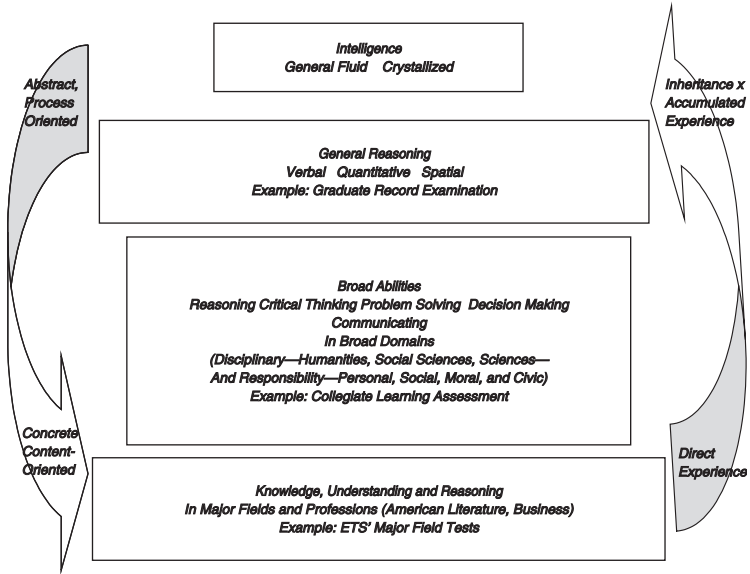 Intelligence
General Fluid Crystallized
Abstract,
Process
Oriented
Inheritance x
Accumulated
Experience
General Reasoning
Verbal Quantitative Spatial
Example: Graduate Record Examination
Broad Abilities
Reasoning Critical Thinking Problem Solving Decision Making
Communicating
In Broad Domains
(Disciplinary—Humanities, Social Sciences, Sciences—
And Responsibility—Personal, Social, Moral, and Civic)
Example: Collegiate Learning Assessment
Concrete
Content-
Oriented
Direct
Experience
Knowledge, Understanding and Reasoning
In Major Fields and Professions (American Literature, Business)
Example: ETS’ Major Field Tests